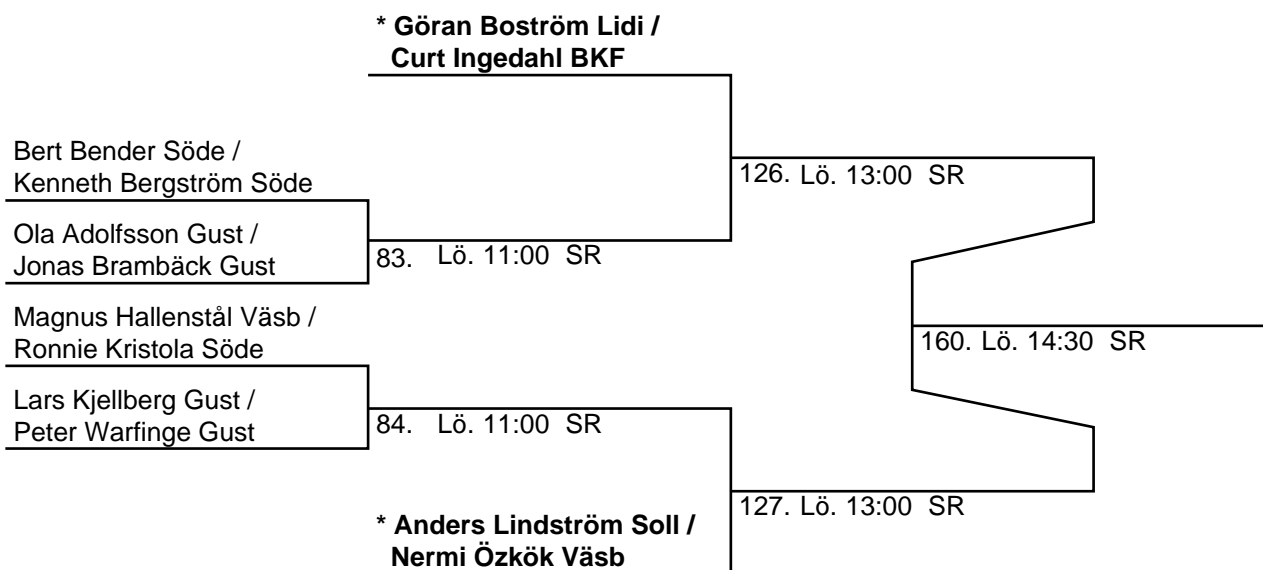 * Göran Boström Lidi /
Curt Ingedahl BKF
Bert Bender Söde /
Kenneth Bergström Söde
126. Lö. 13:00 SR
Ola Adolfsson Gust /
Jonas Brambäck Gust
83. Lö. 11:00 SR
Magnus Hallenstål Väsb /
Ronnie Kristola Söde
160. Lö. 14:30 SR
Lars Kjellberg Gust /
Peter Warfinge Gust
84. Lö. 11:00 SR
127. Lö. 13:00 SR
* Anders Lindström Soll /
Nermi Özkök Väsb